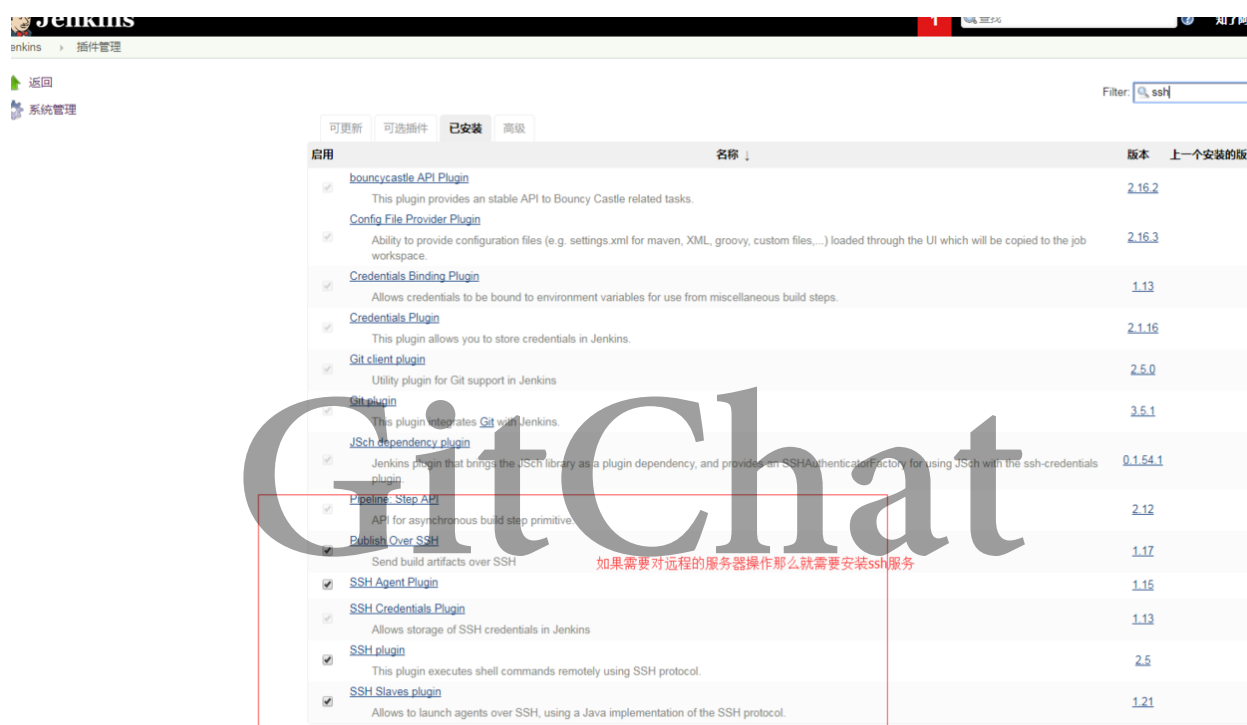 Jenkins
1
查找
enkins
插件管理
返回
系统管理
Filter:
ssh
可更新
可选插件
已安装
高级
启用
名称 ↓
版本
上一个安装的版
bouncycastle API Plugin
This plugin provides an stable API to Bouncy Castle related tasks.
2.16.2
Config File Provider Plugin
Ability to provide configuration files (e.g. settings.xml for maven, XML, groovy, custom files,...) loaded through the UI which will be copied to the job
workspace.
2.16.3
Credentials Binding Plugin
Allows credentials to be bound to environment variables for use from miscellaneous build steps.
1.13
Credentials Plugin
This plugin allows you to store credentials in Jenkins.
2.1.16
Git client plugin
Utility plugin for Git support in Jenkins
2.5.0
Git plugin
This plugin integrates Git with Jenkins.
3.5.1
JSch dependency plugin
Jenkins plugin that brings the JSch library as a plugin dependency, and provides an SSHAuthenticatorFactory for using JSch with the ssh-credentials
plugin
0.1.54.1
Pipeline: Step API
API for asynchronous build step primitive.
2.12
Publish Over SSH
Send build artifacts over SSH
1.17
如果需要对远程的服务器操作那么就需要安装ssh服务
SSH Agent Plugin
1.15
SSH Credentials Plugin
Allows storage of SSH credentials in Jenkins
1.13
SSH plugin
This plugin executes shell commands remotely using SSH protocol.
2.5
SSH Slaves plugin
Allows to launch agents over SSH, using a Java implementation of the SSH protocol.
1.21
GitChat